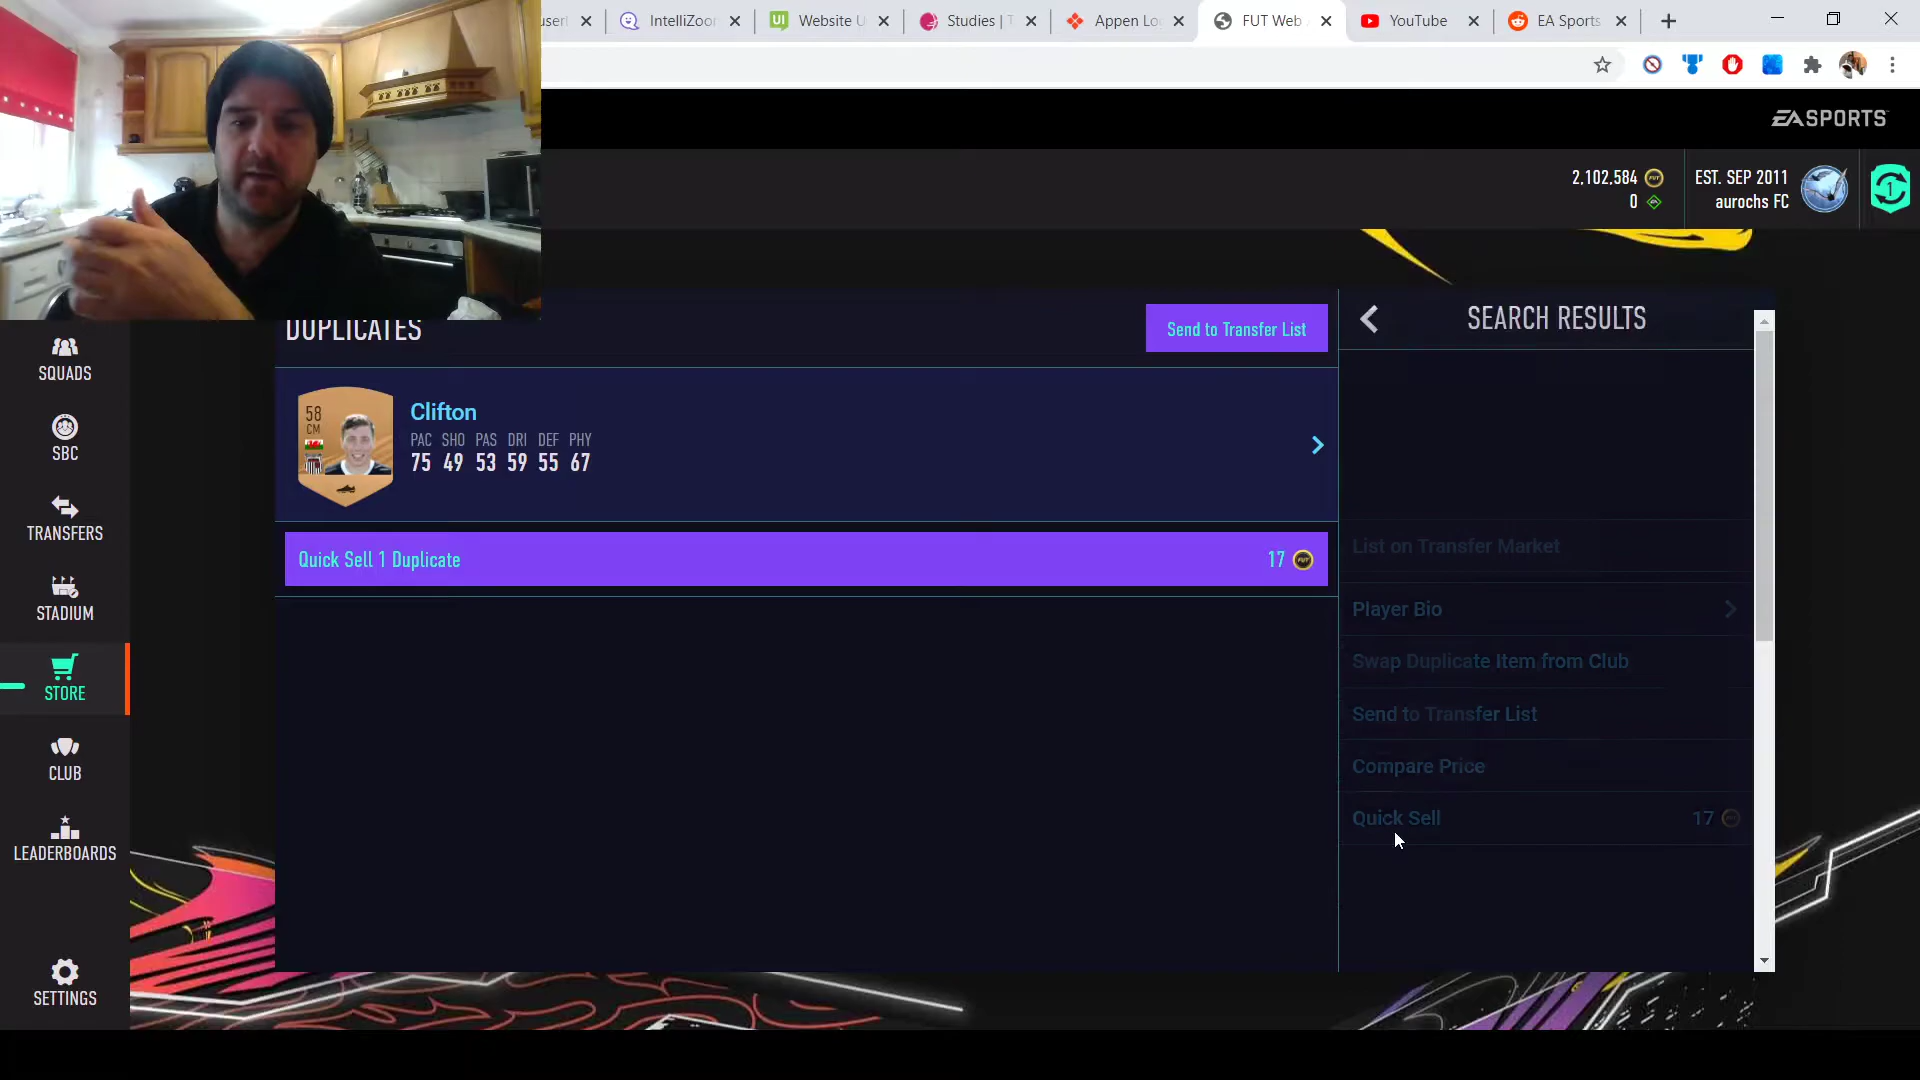 IntelliZoo
Website U
Studies | T
Appen Lo
FUT Web
YouTube
EA Sports
EA SPORTS
2,102,584
0
EST. SEP 2011
aurochs FC
1
DUPLICATES
Send to Transfer List
SEARCH RESULTS
58
CM
Clifton
PAC SHO PAS DRI DEF PHY
75 49 53 59 55 67
Quick Sell 1 Duplicate 17
List on Transfer Market
Player Bio
Swap Duplicate Item from Club
Send to Transfer List
Compare Price
Quick Sell 17
SQUADS
SBC
TRANSFERS
STADIUM
STORE
CLUB
LEADERBOARDS
SETTINGS